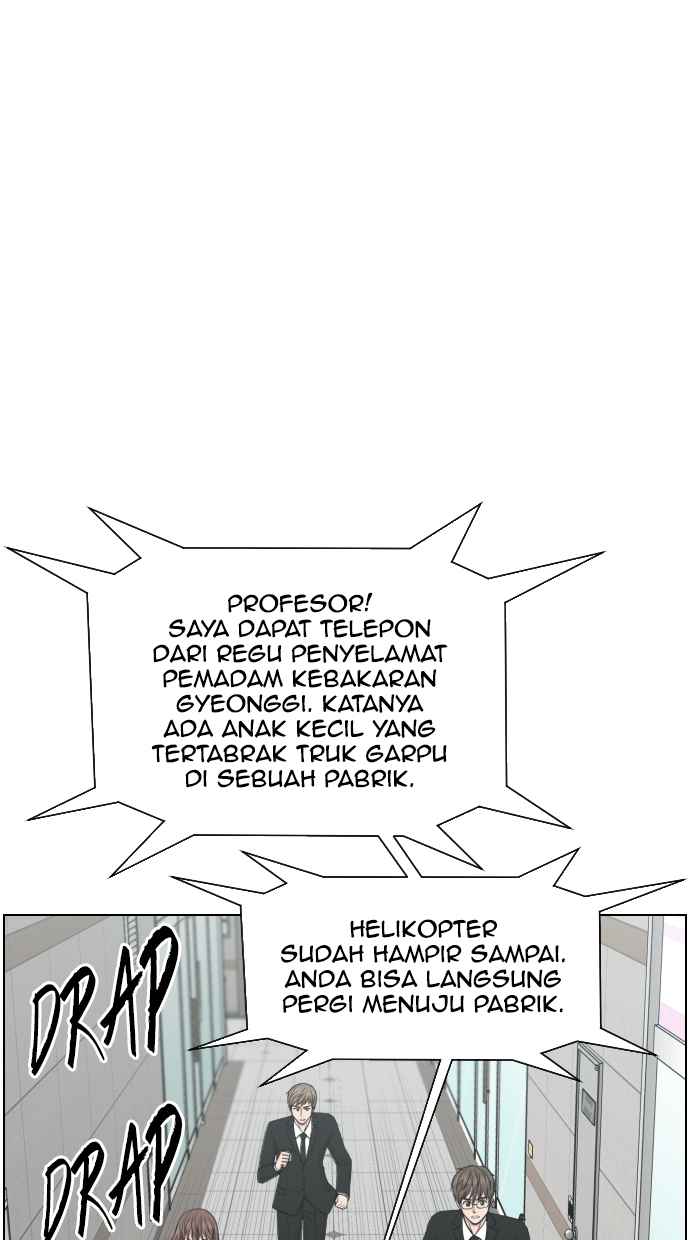 PROFESOR!
SAYA DAPAT TELEPON
DARI REGU PENYELAMAT
PEMADAM KEBAKARAN
GYEONGGI. KATANYA
ADA ANAK KECIL YANG
TERTABRAK TRUK GARPU
DI SEBUAH PABRIK.
HELIKOPTER
SUDAH HAMPIR SAMPAI.
ANDA BISA LANGSUNG
PERGI MENUJU PABRIK.
DRAP
DRAP